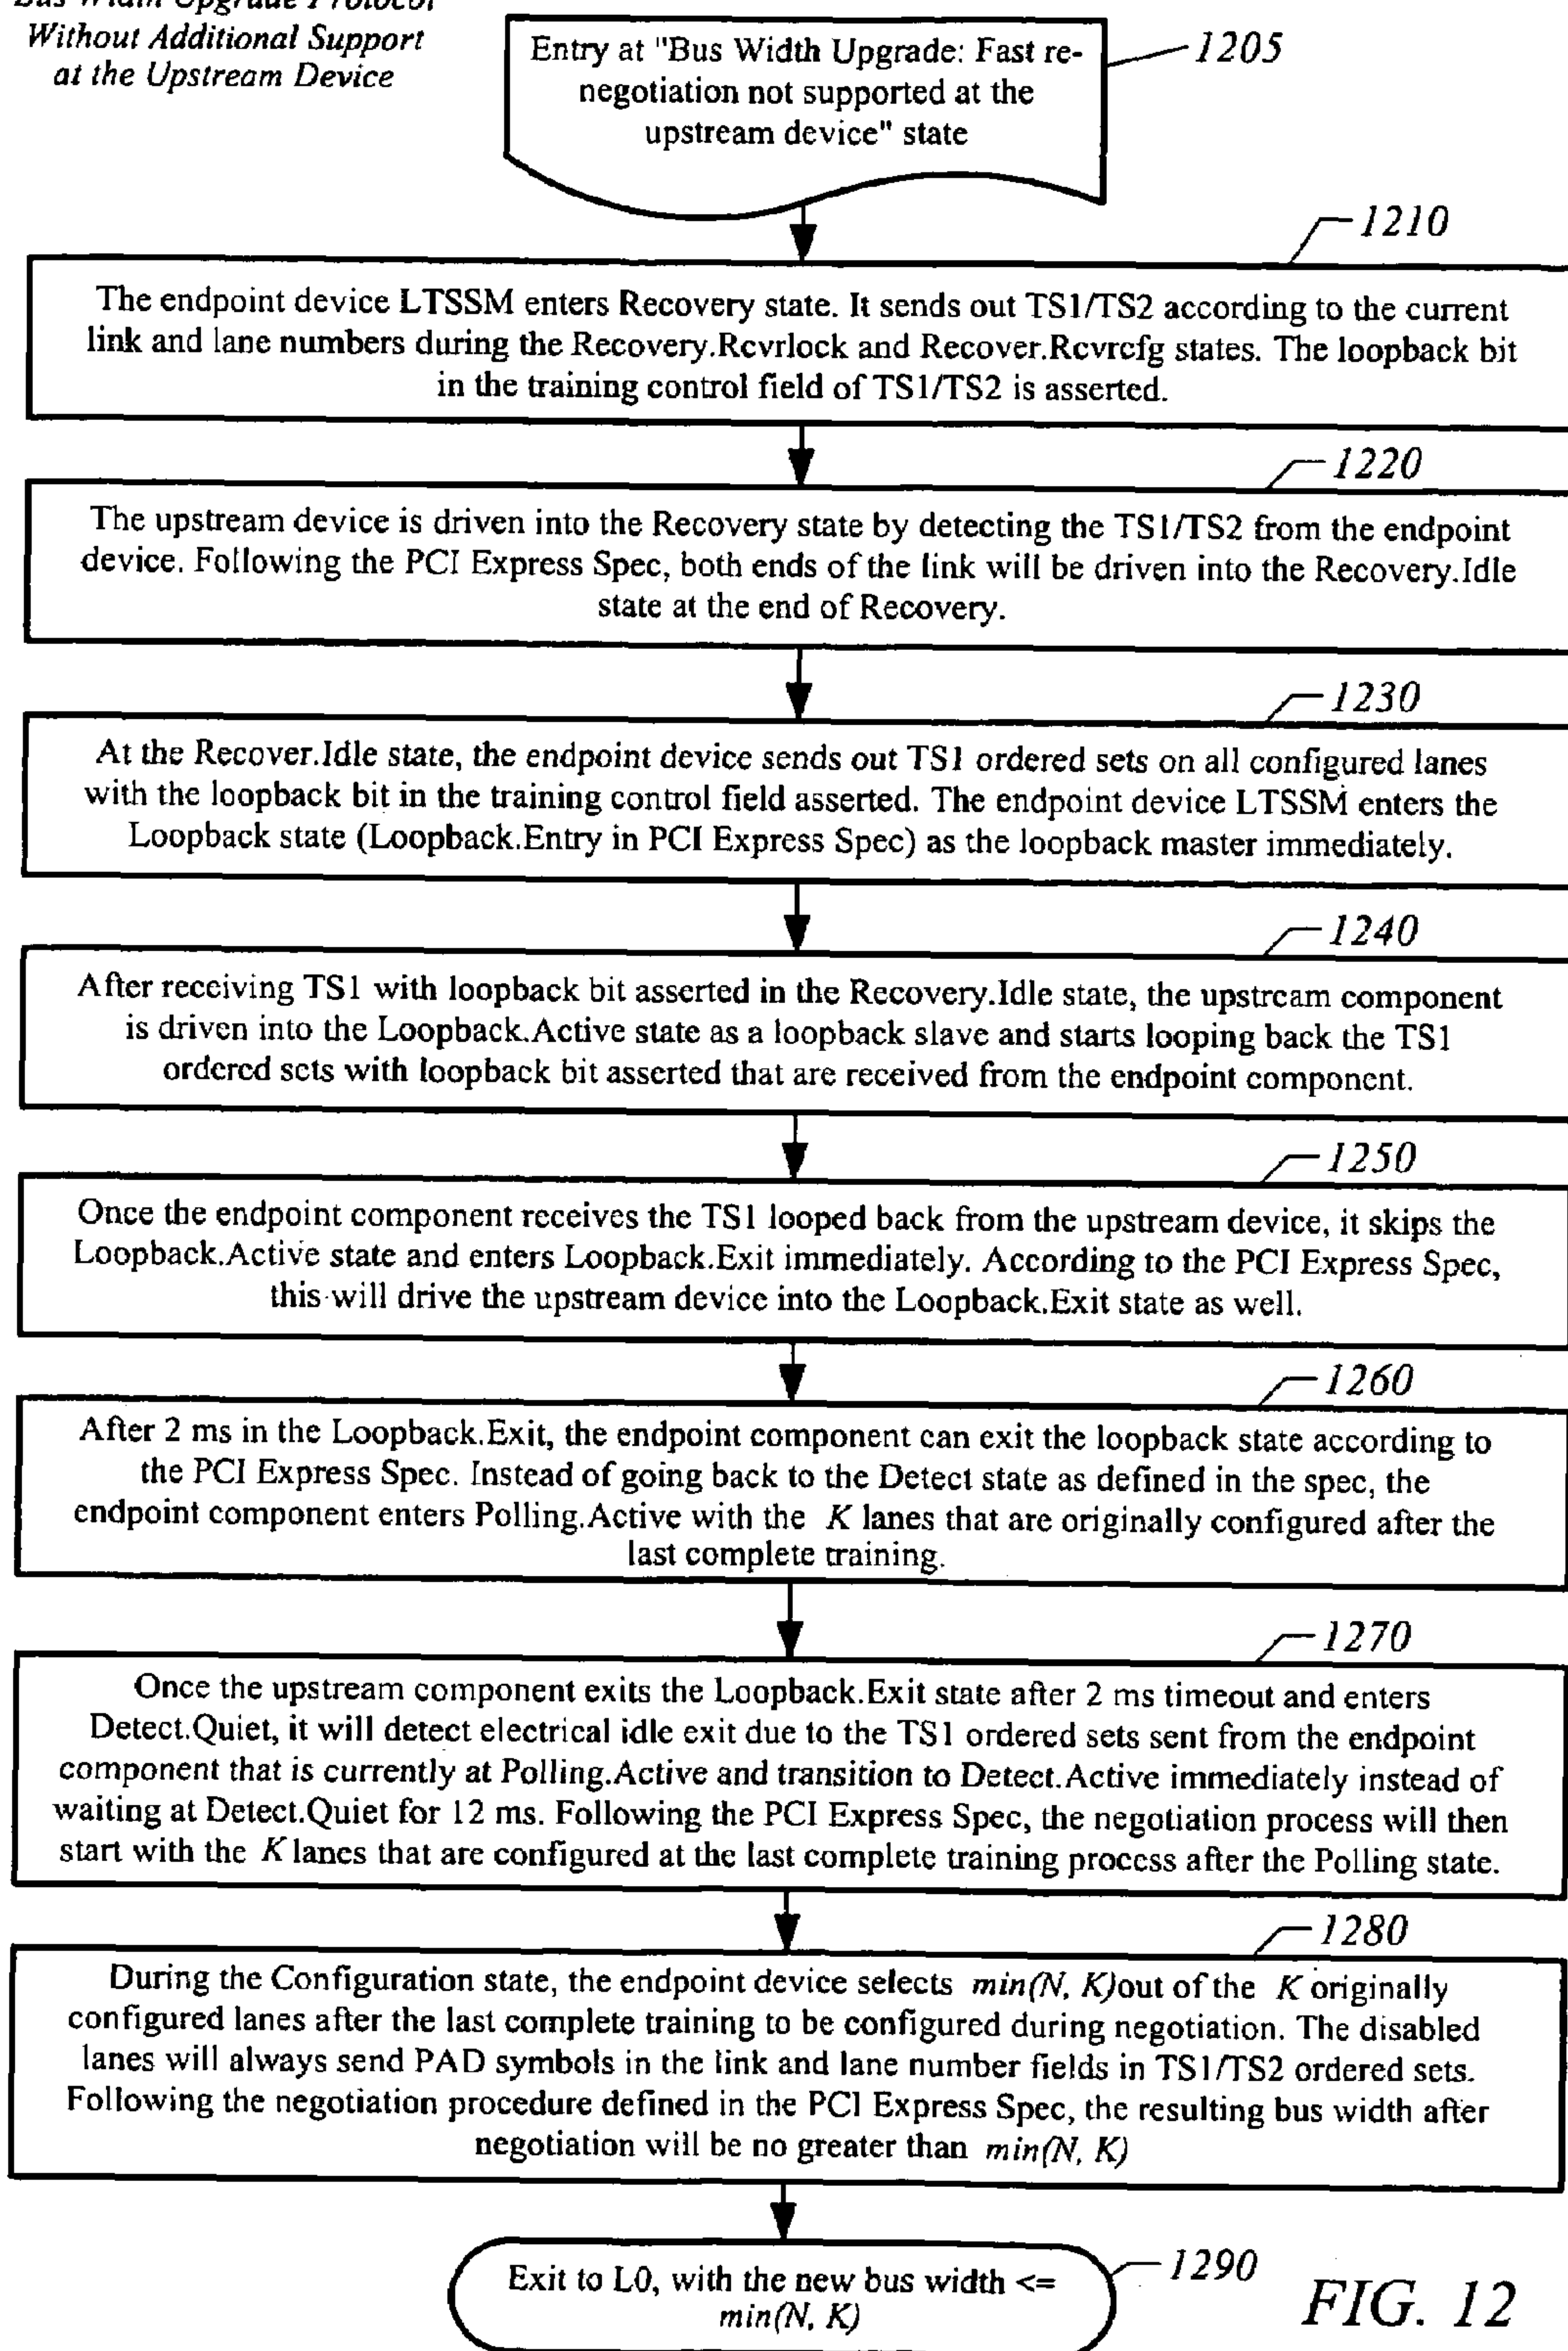 Bus Width Upgrade Protocol
Without Additional Support
at the Upstream Device
Entry at "Bus Width Upgrade: Fast re-
negotiation not supported at the
upstream device" state
1205
1210
The endpoint device LTSSM enters Recovery state. It sends out TS1/TS2 according to the current
link and lane numbers during the Recovery.Rcvrlock and Recover.Rcvrcfg states. The loopback bit
in the training control field of TS1/TS2 is asserted.
1220
The upstream device is driven into the Recovery state by detecting the TS1/TS2 from the endpoint
device. Following the PCI Express Spec, both ends of the link will be driven into the Recovery.Idle
state at the end of Recovery.
1230
At the Recover.Idle state, the endpoint device sends out TS1 ordered sets on all configured lanes
with the loopback bit in the training control field asserted. The endpoint device LTSSM enters the
Loopback state (Loopback.Entry in PCI Express Spec) as the loopback master immediately.
1240
After receiving TS1 with loopback bit asserted in the Recovery.Idle state, the upstream component
is driven into the Loopback.Active state as a loopback slave and starts looping back the TS1
ordered sets with loopback bit asserted that are received from the endpoint component.
1250
Once the endpoint component receives the TS1 looped back from the upstream device, it skips the
Loopback.Active state and enters Loopback.Exit immediately. According to the PCI Express Spec,
this will drive the upstream device into the Loopback.Exit state as well.
1260
After 2 ms in the Loopback.Exit, the endpoint component can exit the loopback state according to
the PCI Express Spec. Instead of going back to the Detect state as defined in the spec, the
endpoint component enters Polling.Active with the K lanes that are originally configured after the
last complete training.
1270
Once the upstream component exits the Loopback.Exit state after 2 ms timeout and enters
Detect.Quiet, it will detect electrical idle exit due to the TS1 ordered sets sent from the endpoint
component that is currently at Polling.Active and transition to Detect.Active immediately instead of
waiting at Detect.Quiet for 12 ms. Following the PCI Express Spec, the negotiation process will then
start with the K lanes that are configured at the last complete training process after the Polling state.
1280
During the Configuration state, the endpoint device selects min(N, K)out of the K originally
configured lanes after the last complete training to be configured during negotiation. The disabled
lanes will always send PAD symbols in the link and lane number fields in TS1/TS2 ordered sets.
Following the negotiation procedure defined in the PCI Express Spec, the resulting bus width after
negotiation will be no greater than min(N, K)
Exit to L0, with the new bus width <=
min(N, K)
1290
FIG. 12